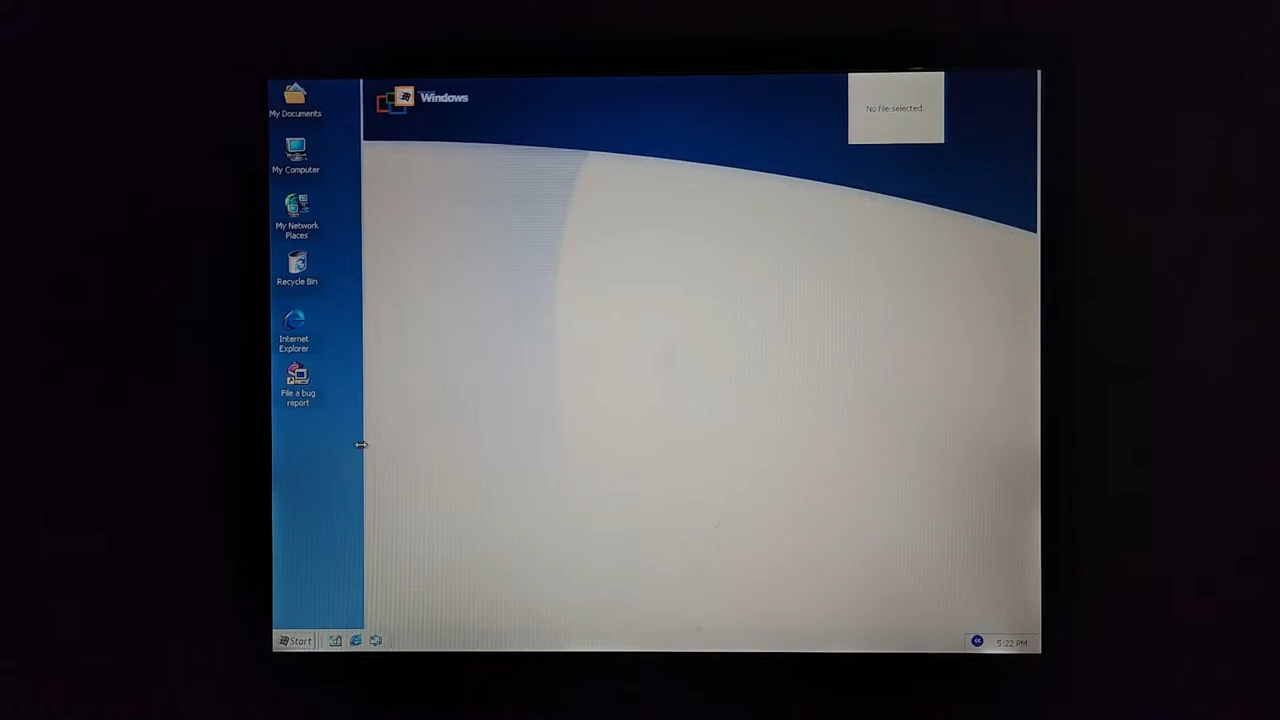 My Documents
My Computer
My Network
Places
Recycle Bin
Internet
Explorer
File a bug
report
Windows
No file selected.
Start
5:22 PM